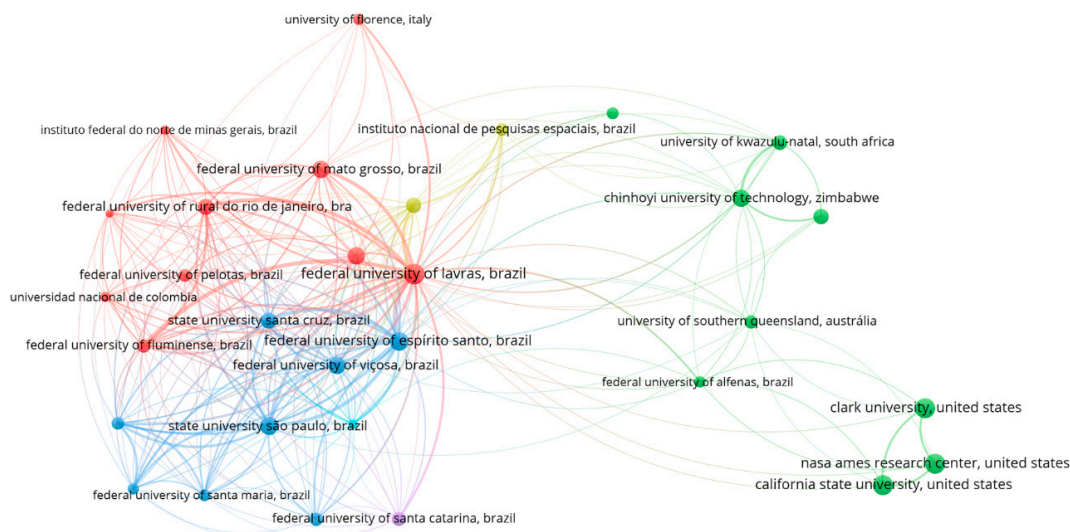 university of florence, italy
instituto federal do norte de minas gerais, brazil
instituto nacional de pesquisas espaciais, brazil
university of kwazulu-natal, south africa
federal university of mato grosso, brazil
chinhoyi university of technology, zimbabwe
federal university of rural do rio de janeiro, bra
federal university of pelotas, brazil
federal university of lavras, brazil
universidad nacional de colombia
state university santa cruz, brazil
university of southern queensland, austrália
federal university of fluminense, brazil
federal university of espírito santo, brazil
federal university of viçosa, brazil
federal university of alfenas, brazil
clark university, united states
state university são paulo, brazil
nasa ames research center, united states
california state university, united states
federal university of santa maria, brazil
federal university of santa catarina, brazil